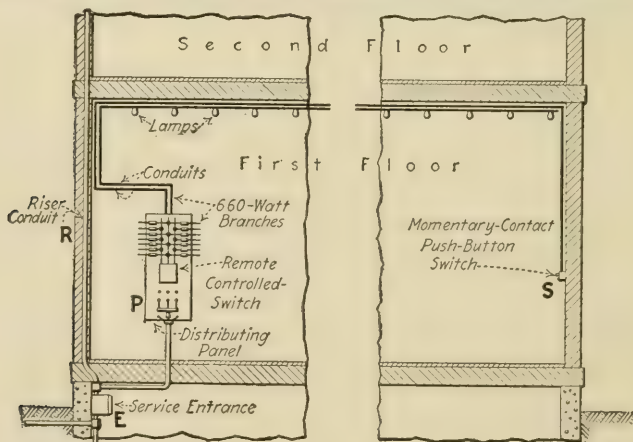 Second Floor
Lamps
First Floor
Conduits
Riser
Conduit
R
660-Watt
Branches
Momentary-Contact
Push-Button
Switch
S
Remote
Controlled-
Switch
P
Distributing
Panel
Service Entrance
E